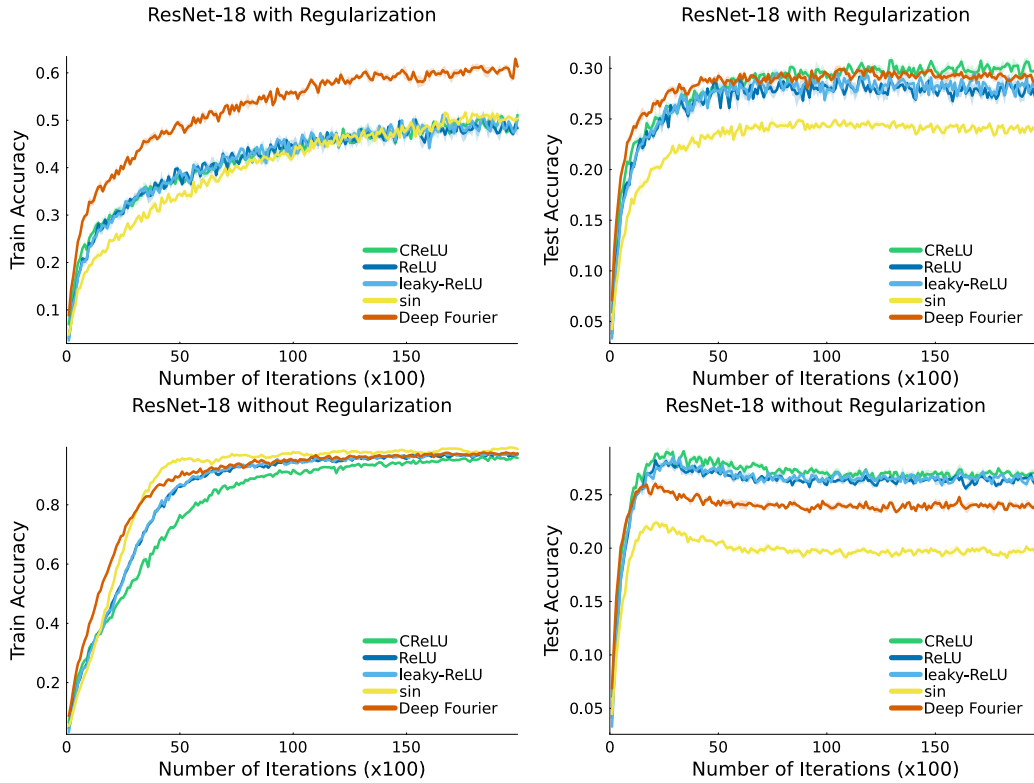 ResNet-18 with Regularization
Train Accuracy
0.6
0.5
0.4
0.3
0.2
0.1
CReLU
ReLU
leaky-ReLU
sin
Deep Fourier
0
50
100
150
Number of Iterations (x100)
ResNet-18 with Regularization
Test Accuracy
0.30
0.25
0.20
0.15
0.10
0.05
CReLU
ReLU
leaky-ReLU
sin
Deep Fourier
0
50
100
150
Number of Iterations (x100)
ResNet-18 without Regularization
Train Accuracy
0.8
0.6
0.4
0.2
CReLU
ReLU
leaky-ReLU
sin
Deep Fourier
0
50
100
150
Number of Iterations (x100)
ResNet-18 without Regularization
Test Accuracy
0.25
0.20
0.15
0.10
0.05
CReLU
ReLU
leaky-ReLU
sin
Deep Fourier
0
50
100
150
Number of Iterations (x100)